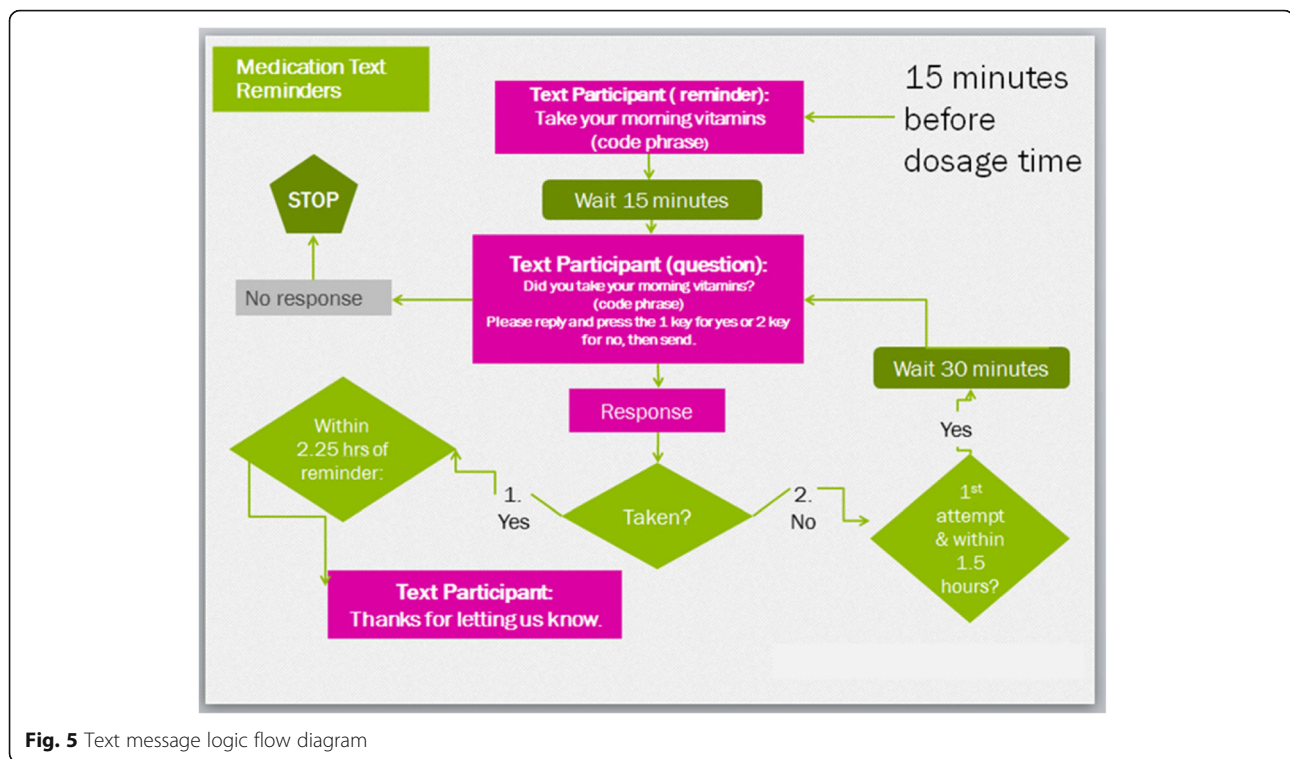 Medication Text
Reminders
Text Participant ( reminder):
Take your morning vitamins
(code phrase)
15 minutes
before
dosage time
STOP
Wait 15 minutes
Text Participant (question):
Did you take your morning vitamins?
(code phrase)
Please reply and press the 1 key for yes or 2 key
for no, then send.
No response
Wait 30 minutes
Response
Within
2.25 hrs of
reminder:
Yes
1.
Yes
Taken?
2.
No
1st
attempt
& within
1.5
hours?
Text Participant:
Thanks for letting us know.
Fig. 5 Text message logic flow diagram